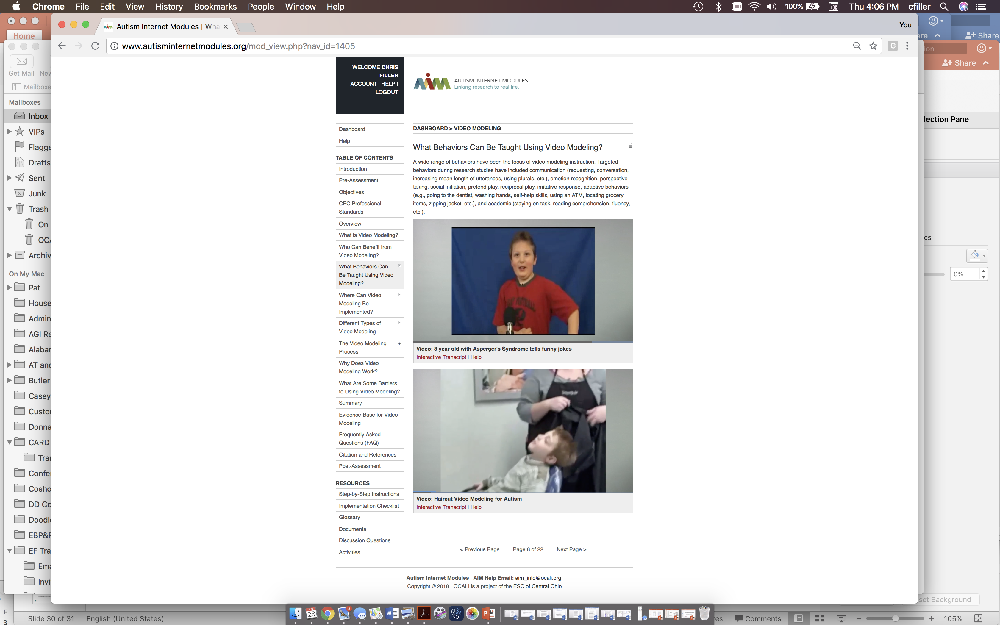 Chrome File Edit View History Bookmarks People Window Help
100% Thu 4:06 PM cfiller
Home
Autism Internet Modules | Wha
You
www.autisminternetmodules.org/mod_view.php?nav_id=1405
Share
Share
Get Mail
Mailboxes
Inbox
VIPs
Drafts
Sent
Junk
Trash
On
On My Mac
Pat
House
Admin
Butler
Casey
Donna
CARD-
DD Co
WELCOME CHRIS
FILLER
ACCOUNT | HELP |
LOGOUT
AIM
AUTISM INTERNET MODULES
Linking research to real life.
Dashboard
Help
TABLE OF CONTENTS
Introduction
Pre-Assessment
Objectives
CEC Professional
Standards
Overview
What is Video Modeling?
Who Can Benefit from
Video Modeling?
What Behaviors Can
Be Taught Using Video
Modeling?
Where Can Video
Modeling Be
Implemented?
Different Types of
Video Modeling
The Video Modeling +
Process
Why Does Video
Modeling Work?
What Are Some Barriers
to Using Video Modeling?
Summary
Evidence-Base for Video
Modeling
Frequently Asked
Questions (FAQ)
Citation and References
Post-Assessment
RESOURCES
Step-by-Step Instructions
Implementation Checklist
Glossary
Documents
Discussion Questions
Activities
DASHBOARD > VIDEO MODELING
What Behaviors Can Be Taught Using Video Modeling?
A wide range of behaviors have been the focus of video modeling instruction. Targeted
behaviors during research studies have included communication (requesting, conversation,
increasing mean length of utterances, using plurals, etc.), emotion recognition, perspective
taking, social initiation, pretend play, reciprocal play, imitative response, adaptive behaviors
(e.g., going to the dentist, washing hands, self-help skills, using an ATM, locating grocery
items, zipping jacket, etc.), and academic (staying on task, reading comprehension, fluency,
etc.).
Video: 8 year old with Asperger's Syndrome tells funny jokes
Interactive Transcript | Help
Video: Haircut Video Modeling for Autism
Interactive Transcript | Help
< Previous Page Page 8 of 22 Next Page >
Autism Internet Modules | AIM Help Email: aim_info@ocali.org
Copyright © 2018 | OCALI is a project of the ESC of Central Ohio
lection Pane
0%
set Background
Slide 30 of 31 English (United States)
JUN
28
Comments
105%